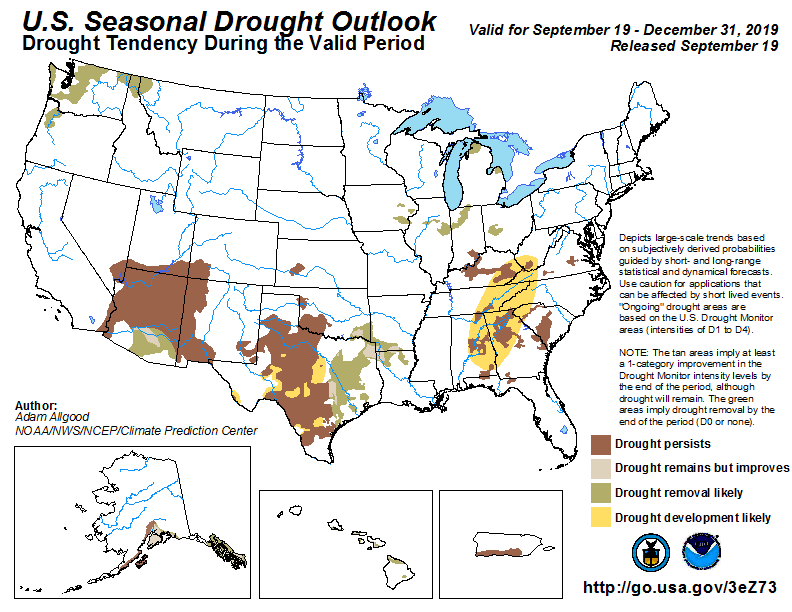 U.S. Seasonal Drought Outlook
Drought Tendency During the Valid Period
Valid for September 19 - December 31, 2019
Released September 19
Depicts large-scale trends based
on subjectively derived probabilities
guided by short- and long-range
statistical and dynamical forecasts.
Use caution for applications that
can be affected by short lived events.
"Ongoing" drought areas are
based on the U.S. Drought Monitor
areas (intensities of D1 to D4).
NOTE: The tan areas imply at least
a 1-category improvement in the
Drought Monitor intensity levels by
the end of the period, although
drought will remain. The green
areas imply drought removal by the
end of the period (D0 or none).
Author:
Adam Allgood
NOAA/NWS/NCEP/Climate Prediction Center
Drought persists
Drought remains but improves
Drought removal likely
Drought development likely
http://go.usa.gov/3eZ73